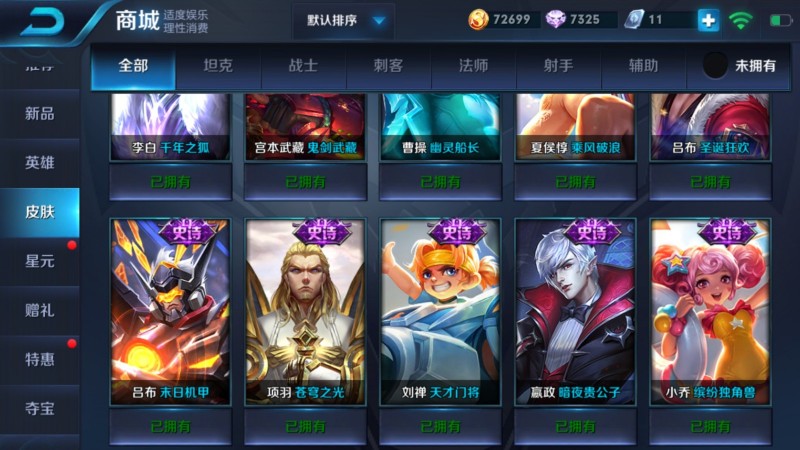 商城
适度娱乐
理性消费
默认排序
72699
7325
11
推荐
新品
英雄
皮肤
星元
赠礼
特惠
夺宝
全部 坦克 战士 刺客 法师 射手 辅助 未拥有
李白 千年之狐 宫本武藏 鬼剑武藏 曹操 幽灵船长 夏侯惇 乘风破浪 吕布 圣诞狂欢
已拥有 已拥有 已拥有 已拥有 已拥有
史诗 史诗 史诗 史诗 史诗
吕布 末日机甲 项羽 苍穹之光 刘禅 天才门将 嬴政 暗夜贵公子 小乔 缤纷独角兽
已拥有 已拥有 已拥有 已拥有 已拥有